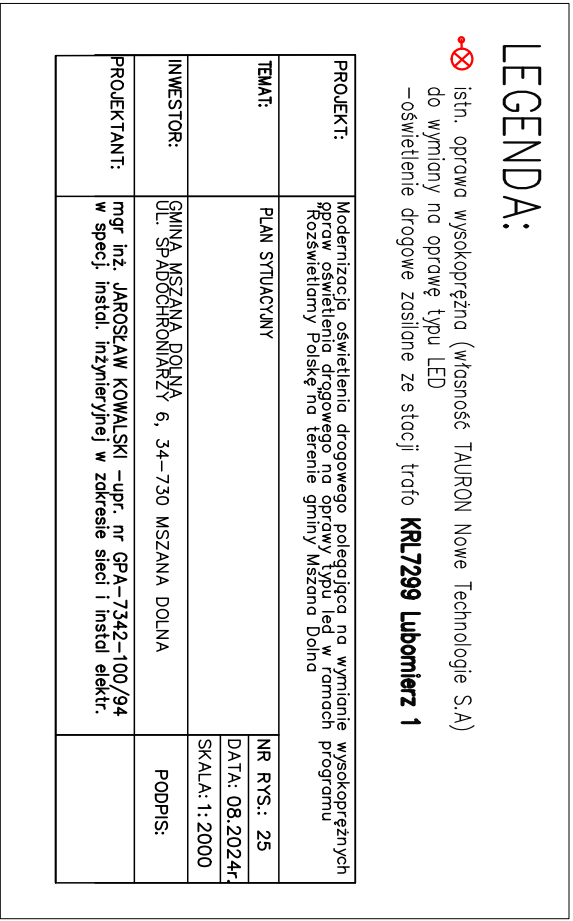 LEGENDA:
istn. oprawa wysokoprężna (własność TAURON Nowe Technologie S.A)
do wymiany na oprawę typu LED
-oświetlenie drogowe zasilane ze stacji trafo KRL7299 Lubomierz 1
PROJEKT:
Modernizacja oświetlenia drogowego polegająca na wymianie wysokoprężnych
opraw oświetlenia drogowego na oprawy typu led w ramach programu
„Rozświetlamy Polskę" na terenie gminy Mszana Dolna
TEMAT:
PLAN SYTUACYJNY
NR RYS.: 25
DATA: 08.2024r.
SKALA: 1: 2000
INWESTOR:
GMINA MSZANA DOLNA
UL. SPADOCHRONIARZY 6, 34-730 MSZANA DOLNA
PODPIS:
PROJEKTANT:
mgr inż. JAROSŁAW KOWALSKI -upr. nr GPA-7342-100/94
w specj. instal. inżynieryjnej w zakresie sieci i instal elektr.